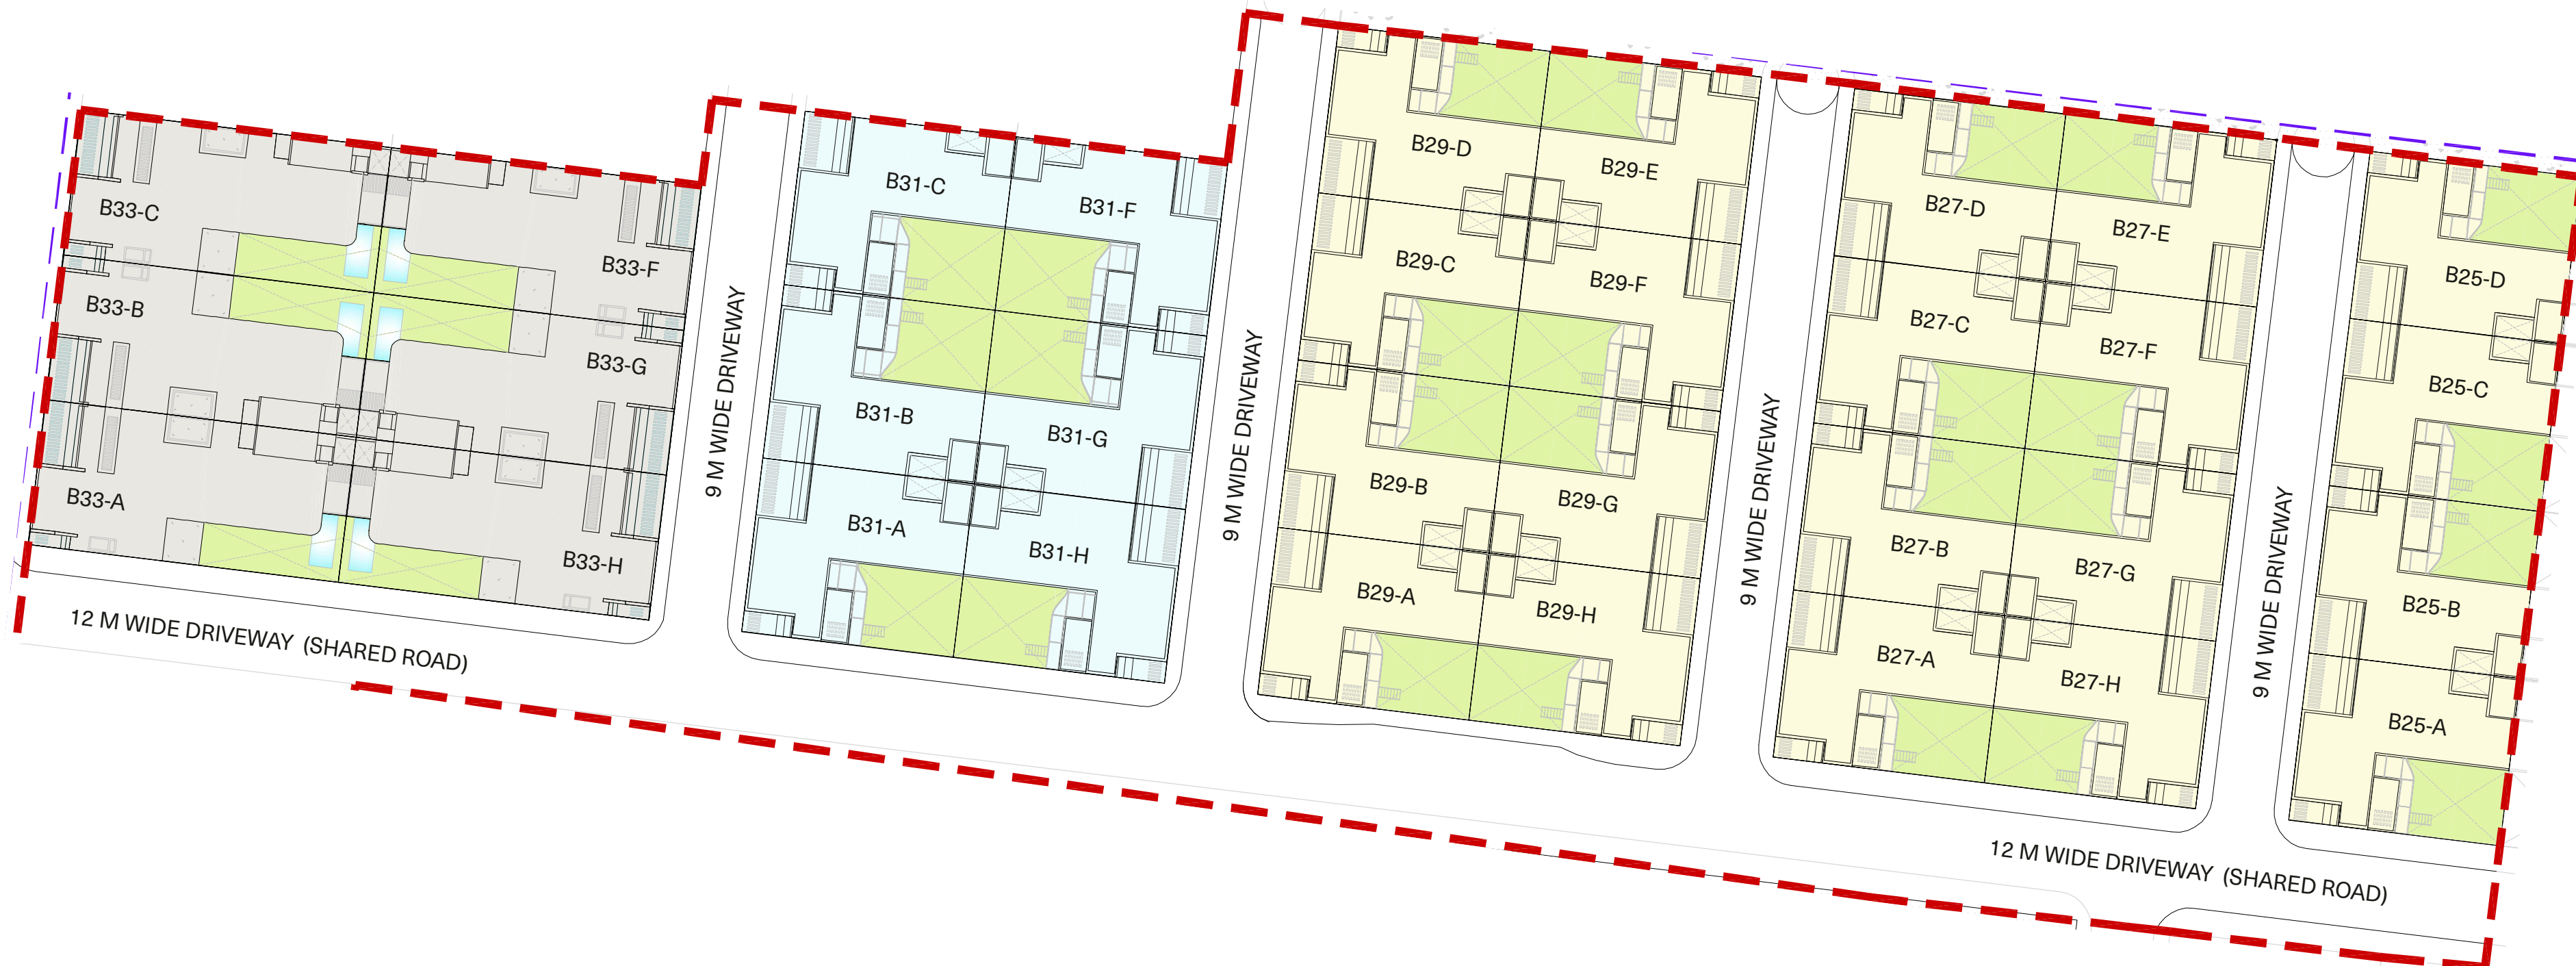 B33-C
B33-F
B33-B
B33-G
B33-A
B33-H
12 M WIDE DRIVEWAY (SHARED ROAD)
9 M WIDE DRIVEWAY
B31-C
B31-F
B31-B
B31-G
B31-A
B31-H
9 M WIDE DRIVEWAY
B29-D
B29-E
B29-C
B29-F
B29-B
B29-G
B29-A
B29-H
9 M WIDE DRIVEWAY
B27-D
B27-E
B27-C
B27-F
B27-B
B27-G
B27-A
B27-H
9 M WIDE DRIVEWAY
B25-D
B25-C
B25-B
B25-A
12 M WIDE DRIVEWAY (SHARED ROAD)